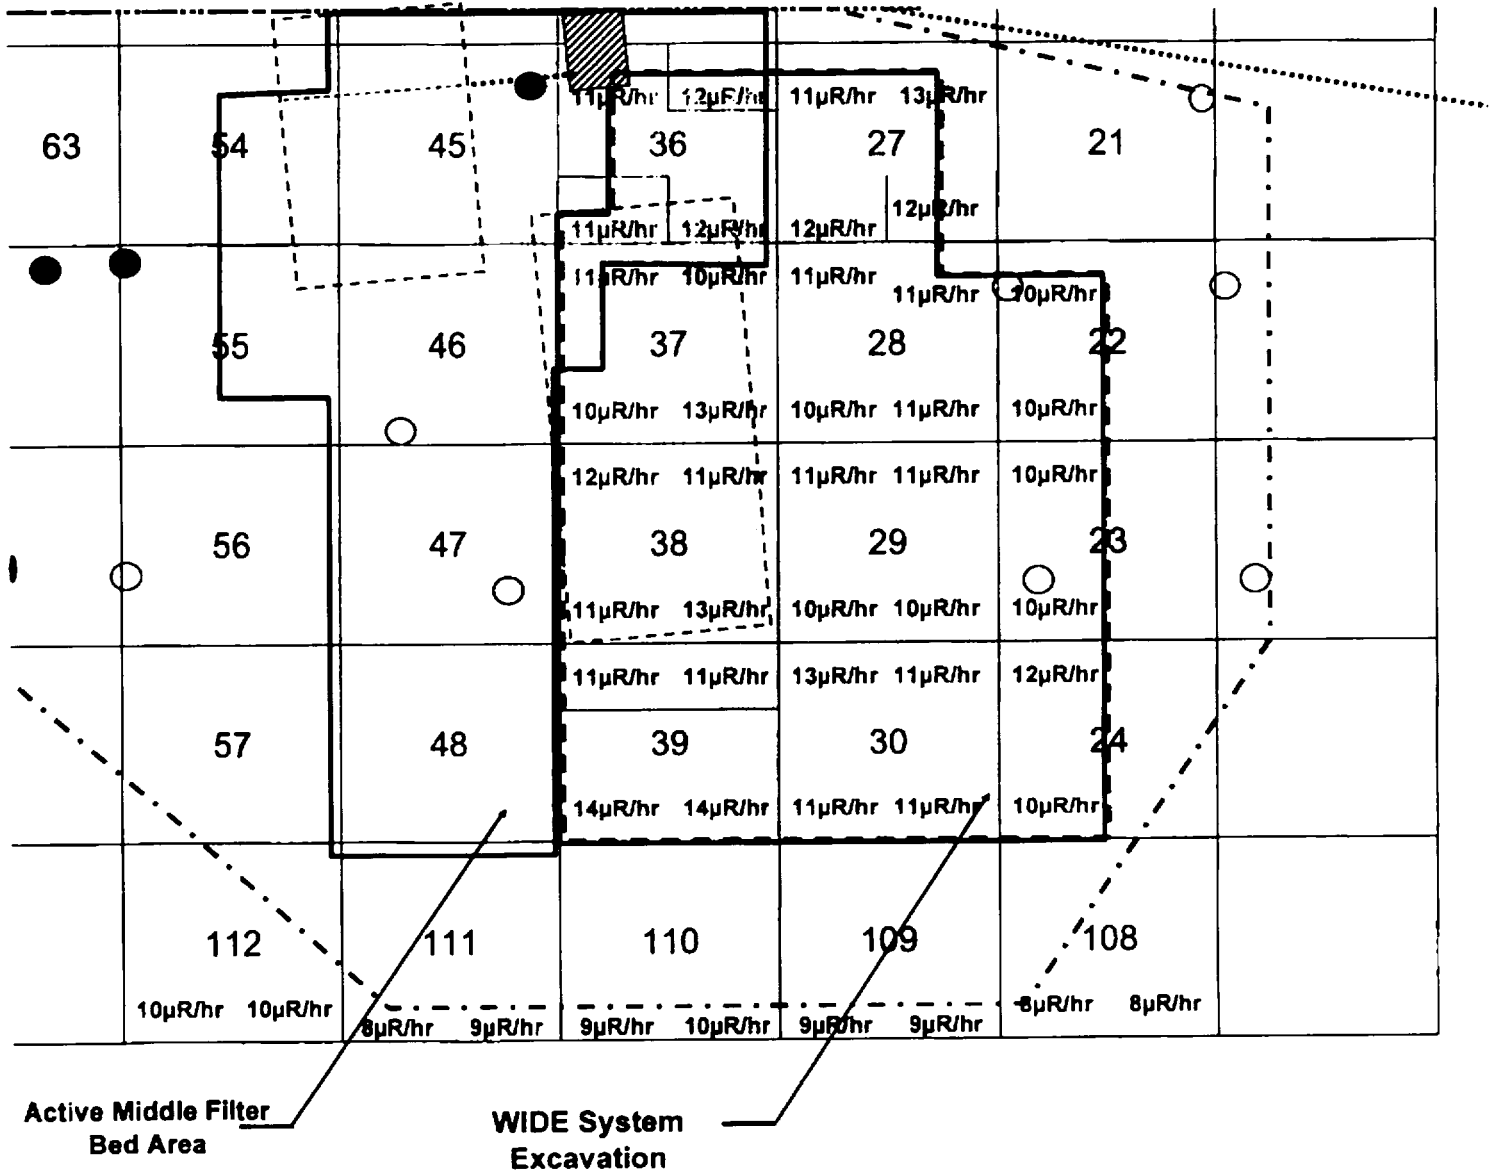 11µR/hr 12µR/hr 11µR/hr 13µR/hr
63 54 45 36 27 21
12µR/hr
11µR/hr 12µR/hr 12µR/hr
11µR/hr 10µR/hr 11µR/hr
11µR/hr 10µR/hr
55 46 37 28 22
10µR/hr 13µR/hr 10µR/hr 11µR/hr 10µR/hr
12µR/hr 11µR/hr 11µR/hr 11µR/hr 10µR/hr
56 47 38 29 23
11µR/hr 13µR/hr 10µR/hr 10µR/hr 10µR/hr
11µR/hr 11µR/hr 13µR/hr 11µR/hr 12µR/hr
57 48 39 30 24
14µR/hr 14µR/hr 11µR/hr 11µR/hr 10µR/hr
112 111 110 109 108
10µR/hr 10µR/hr 8µR/hr 8µR/hr
8µR/hr 9µR/hr 9µR/hr 10µR/hr 9µR/hr 9µR/hr
Active Middle Filter
Bed Area
WIDE System
Excavation